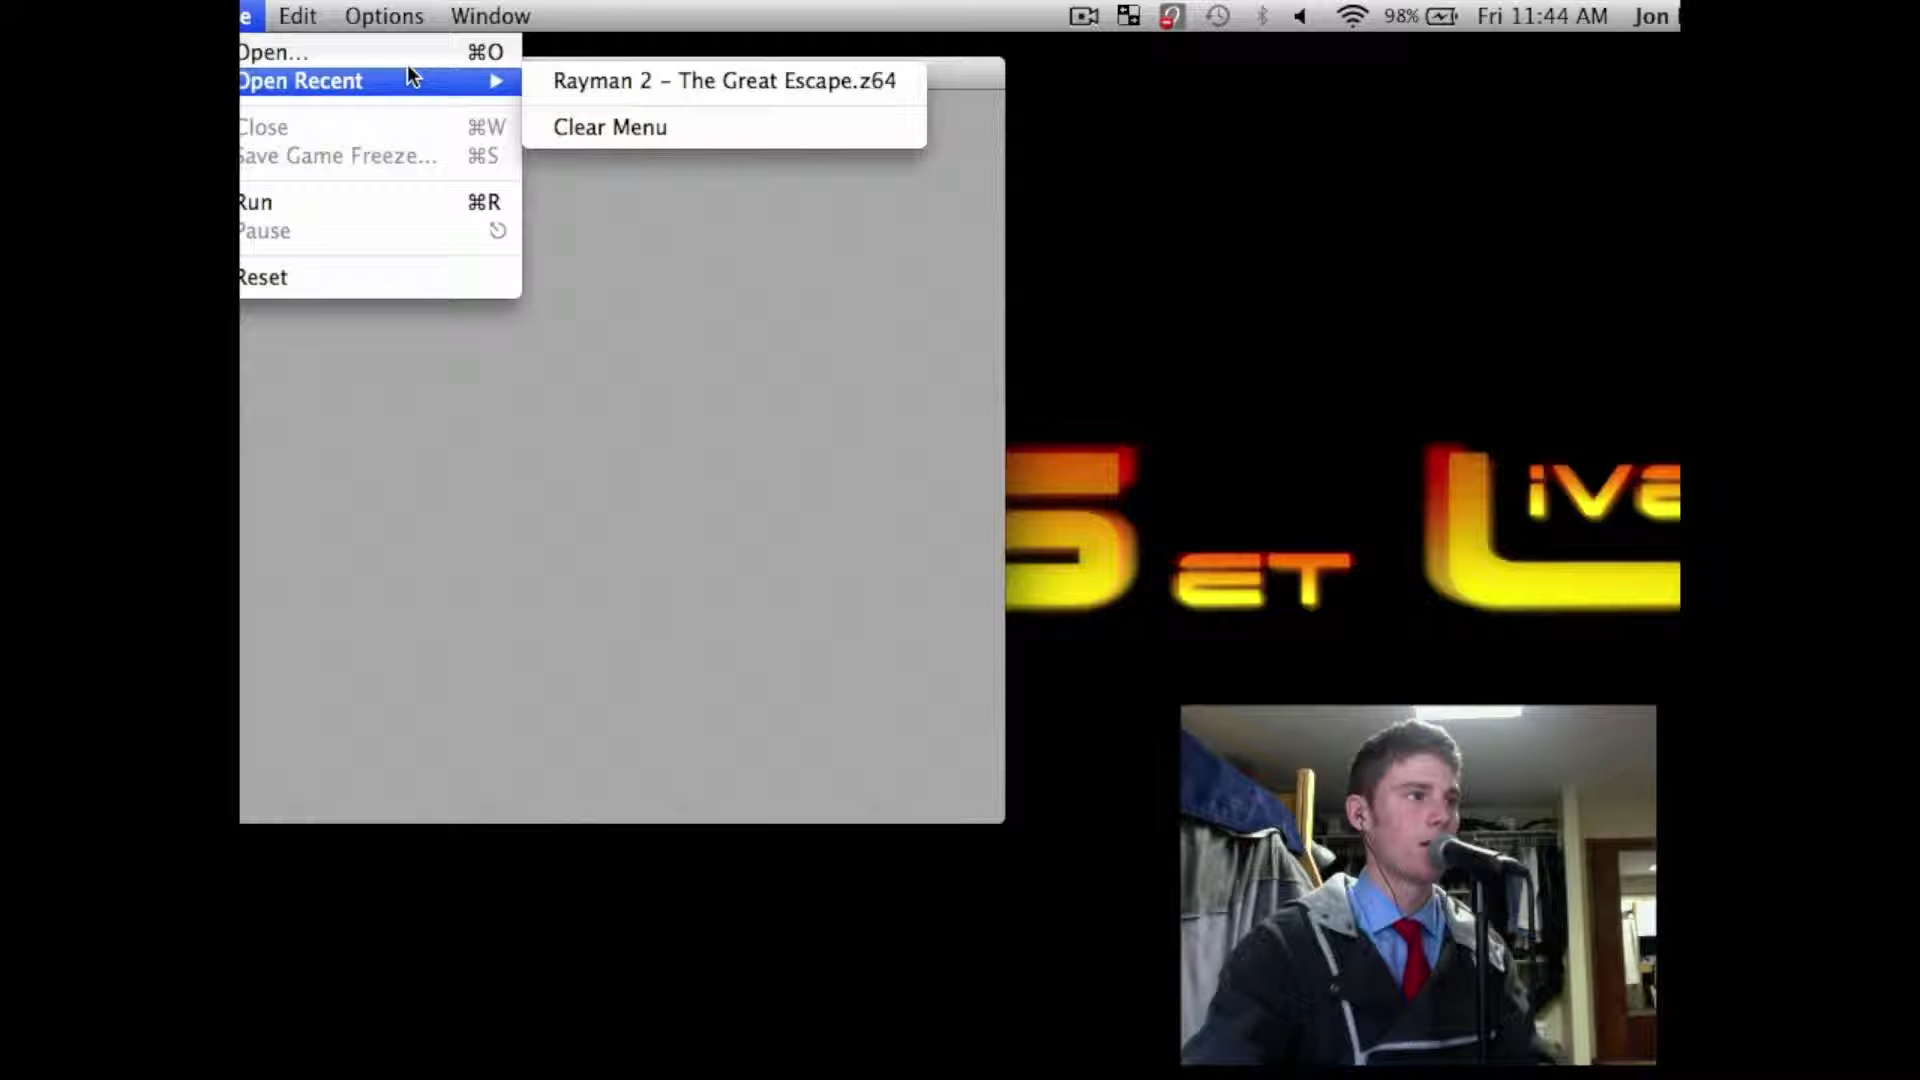 e Edit Options Window 98% Fri 11:44 AM Jon
Open... ⌘O
Open Recent ▶
Rayman 2 – The Great Escape.z64
Clear Menu
Close ⌘W
Save Game Freeze... ⌘S
Run ⌘R
Pause
Reset
SET LIVE